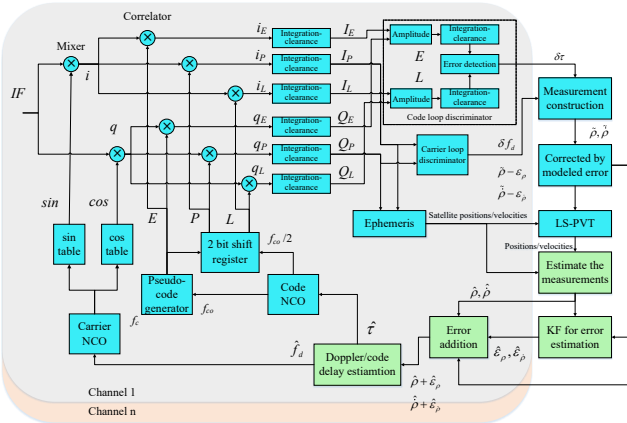 Correlator
Mixer
IF
i
q
sin
cos
sin
table
cos
table
Carrier
NCO
i_E
i_P
i_L
q_E
q_P
q_L
Integration-
clearance
Integration-
clearance
Integration-
clearance
Integration-
clearance
Integration-
clearance
Integration-
clearance
I_E
I_P
I_L
Q_E
Q_P
Q_L
Amplitude
Integration-
clearance
E
Error detection
L
Amplitude
Integration-
clearance
Code loop discriminator
δτ
Carrier loop
discriminator
δf_d
Measurement
construction
ρ̃, ρ̃̇
Corrected by
modeled error
ρ̃ − ε_ρ
ρ̃̇ − ε_ρ̇
Ephemeris
Satellite positions/velocities
LS-PVT
Positions/velocities
Estimate the
measurements
ρ̂, ρ̂̇
KF for error
estimation
ε̂_ρ, ε̂_ρ̇
Error
addition
ρ̂ + ε̂_ρ
ρ̂̇ + ε̂_ρ̇
Doppler/code
delay estiamtion
τ̂
f̂_d
E
P
L
f_co/2
2 bit shift
register
Pseudo-
code
generator
f_c
f_co
Code
NCO
Channel 1
Channel n